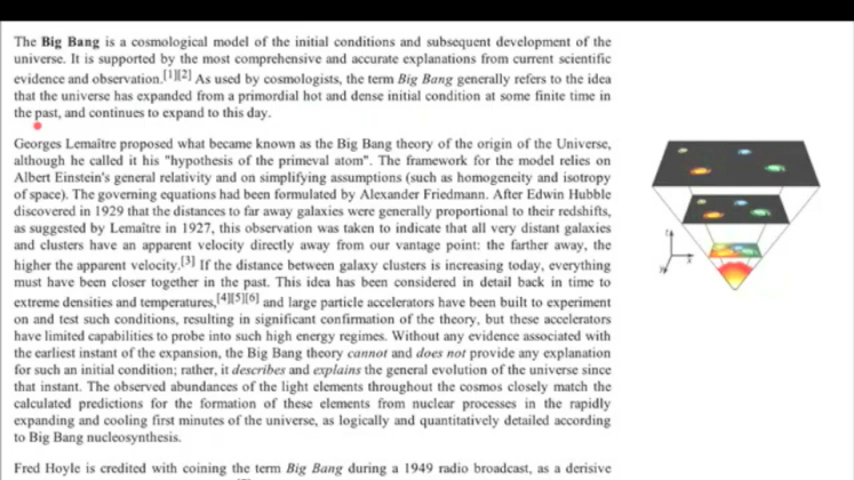 The Big Bang is a cosmological model of the initial conditions and subsequent development of the
universe. It is supported by the most comprehensive and accurate explanations from current scientific
evidence and observation.[1][2] As used by cosmologists, the term Big Bang generally refers to the idea
that the universe has expanded from a primordial hot and dense initial condition at some finite time in
the past, and continues to expand to this day.
Georges Lemaître proposed what became known as the Big Bang theory of the origin of the Universe,
although he called it his "hypothesis of the primeval atom". The framework for the model relies on
Albert Einstein's general relativity and on simplifying assumptions (such as homogeneity and isotropy
of space). The governing equations had been formulated by Alexander Friedmann. After Edwin Hubble
discovered in 1929 that the distances to far away galaxies were generally proportional to their redshifts,
as suggested by Lemaître in 1927, this observation was taken to indicate that all very distant galaxies
and clusters have an apparent velocity directly away from our vantage point: the farther away, the
higher the apparent velocity.[3] If the distance between galaxy clusters is increasing today, everything
must have been closer together in the past. This idea has been considered in detail back in time to
extreme densities and temperatures,[4][5][6] and large particle accelerators have been built to experiment
on and test such conditions, resulting in significant confirmation of the theory, but these accelerators
have limited capabilities to probe into such high energy regimes. Without any evidence associated with
the earliest instant of the expansion, the Big Bang theory cannot and does not provide any explanation
for such an initial condition; rather, it describes and explains the general evolution of the universe since
that instant. The observed abundances of the light elements throughout the cosmos closely match the
calculated predictions for the formation of these elements from nuclear processes in the rapidly
expanding and cooling first minutes of the universe, as logically and quantitatively detailed according
to Big Bang nucleosynthesis.
Fred Hoyle is credited with coining the term Big Bang during a 1949 radio broadcast, as a derisive